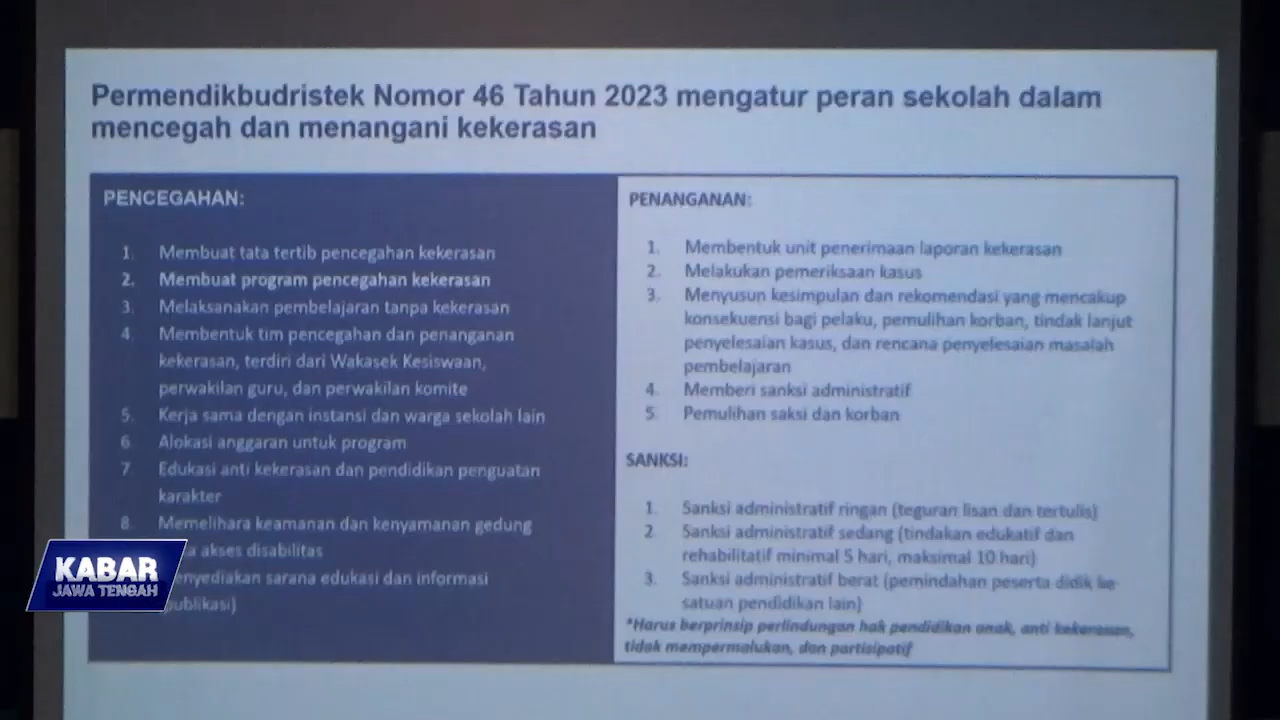 Permendikbudristek Nomor 46 Tahun 2023 mengatur peran sekolah dalam
mencegah dan menangani kekerasan
PENCEGAHAN:
1. Membuat tata tertib pencegahan kekerasan
2. Membuat program pencegahan kekerasan
3. Melaksanakan pembelajaran tanpa kekerasan
4. Membentuk tim pencegahan dan penanganan
kekerasan, terdiri dari Wakasek Kesiswaan,
perwakilan guru, dan perwakilan komite
5. Kerja sama dengan instansi dan warga sekolah lain
6. Alokasi anggaran untuk program
7. Edukasi anti kekerasan dan pendidikan penguatan
karakter
8. Memelihara keamanan dan kenyamanan gedung
akses disabilitas
enyediakan sarana edukasi dan informasi
publikasi)
PENANGANAN:
1. Membentuk unit penerimaan laporan kekerasan
2. Melakukan pemeriksaan kasus
3. Menyusun kesimpulan dan rekomendasi yang mencakup
konsekuensi bagi pelaku, pemulihan korban, tindak lanjut
penyelesaian kasus, dan rencana penyelesaian masalah
pembelajaran
4. Memberi sanksi administratif
5. Pemulihan saksi dan korban
SANKSI:
1. Sanksi administratif ringan (teguran lisan dan tertulis)
2 Sanksi administratif sedang (tindakan edukatif dan
rehabilitatif minimal 5 hari, maksimal 10 hari)
3. Sanksi administratif berat (pemindahan peserta didik ke
satuan pendidikan lain)
*Harus berprinsip perlindungan hak pendidikan anak, anti kekerasan,
tidak mempermalukan, dan partisipatif
KABAR
JAWA TENGAH